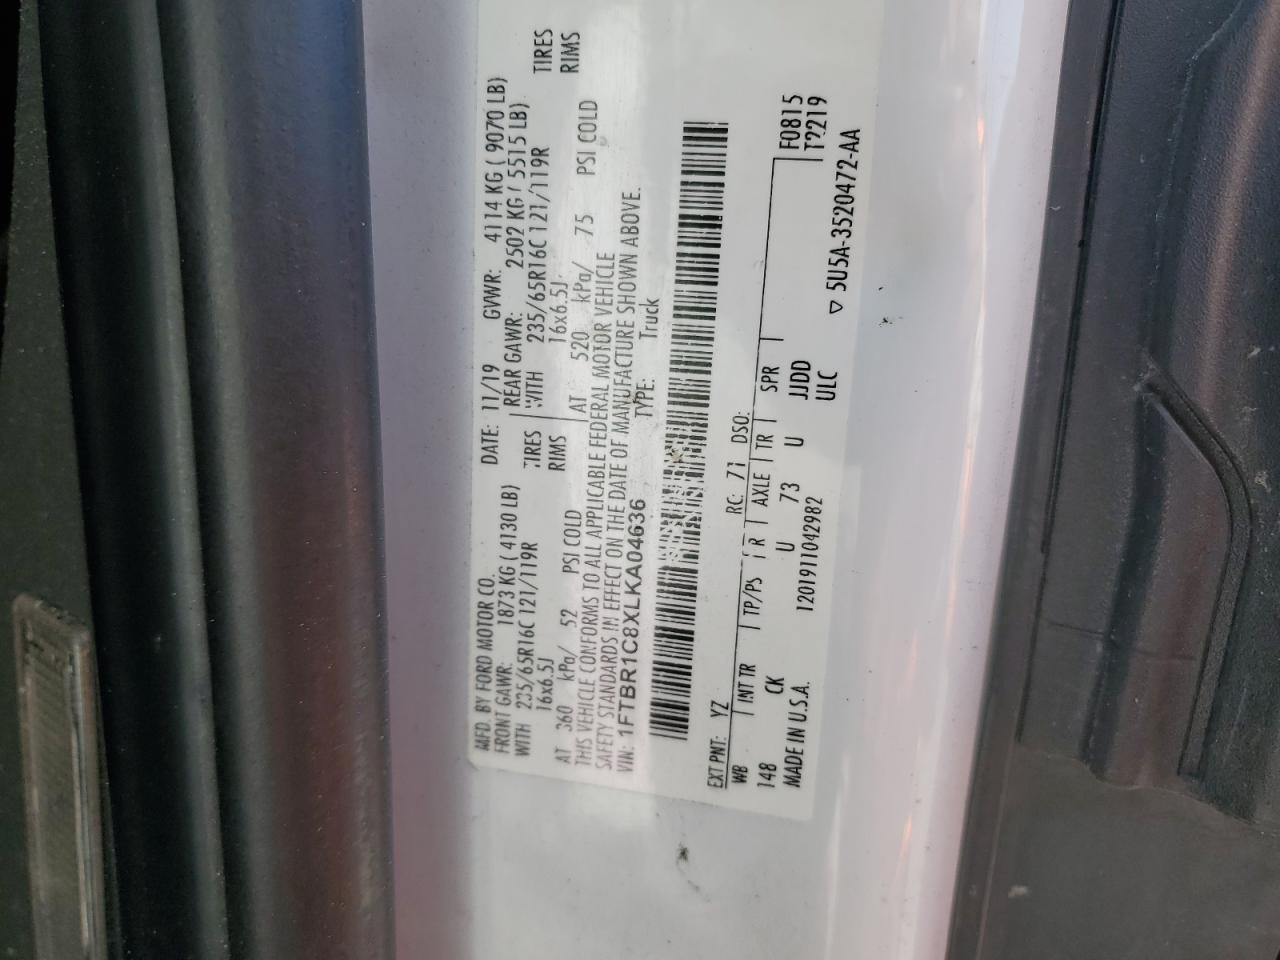 MFD. BY FORD MOTOR CO. DATE: 11/19 GVWR: 4114 KG ( 9070 LB)
FRONT GAWR: 1873 KG ( 4130 LB) REAR GAWR: 2502 KG ( 5515 LB)
WITH 235/65R16C 121/119R TIRES WITH 235/65R16C 121/119R TIRES
16x6.5J RIMS 16x6.5J RIMS
AT 360 kPa/ 52 PSI COLD AT 520 kPa/ 75 PSI COLD
THIS VEHICLE CONFORMS TO ALL APPLICABLE FEDERAL MOTOR VEHICLE
SAFETY STANDARDS IN EFFECT ON THE DATE OF MANUFACTURE SHOWN ABOVE.
VIN: 1FTBR1C8XLKA04636 TYPE: Truck
EXT PNT: YZ RC: 71 DSO:
WB INT TR TP/PS R AXLE TR SPR F0815
148 CK U 73 U JJDD T2219
MADE IN U.S.A. 1201911042982 ULC
▽ 5U5A-3520472-AA